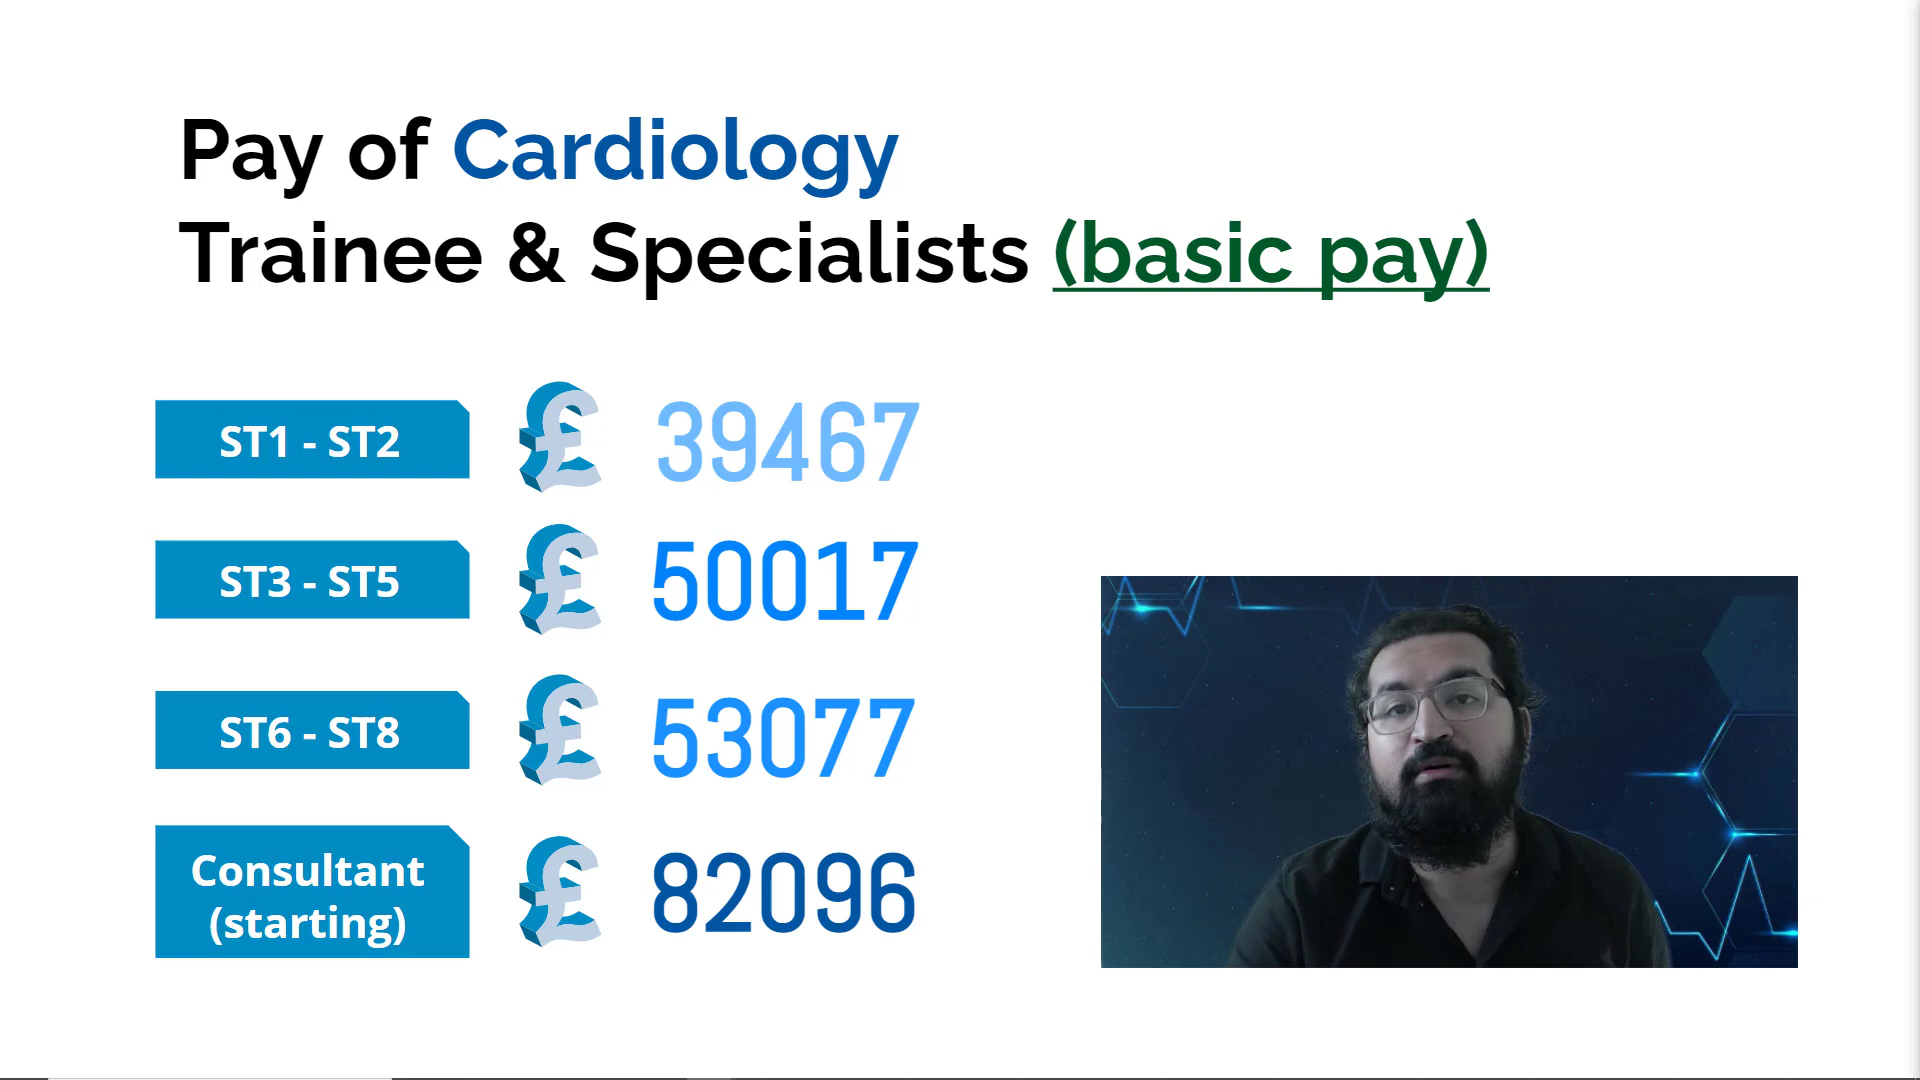 Pay of Cardiology
Trainee & Specialists (basic pay)
ST1 - ST2 £ 39467
ST3 - ST5 £ 50017
ST6 - ST8 £ 53077
Consultant
(starting) £ 82096